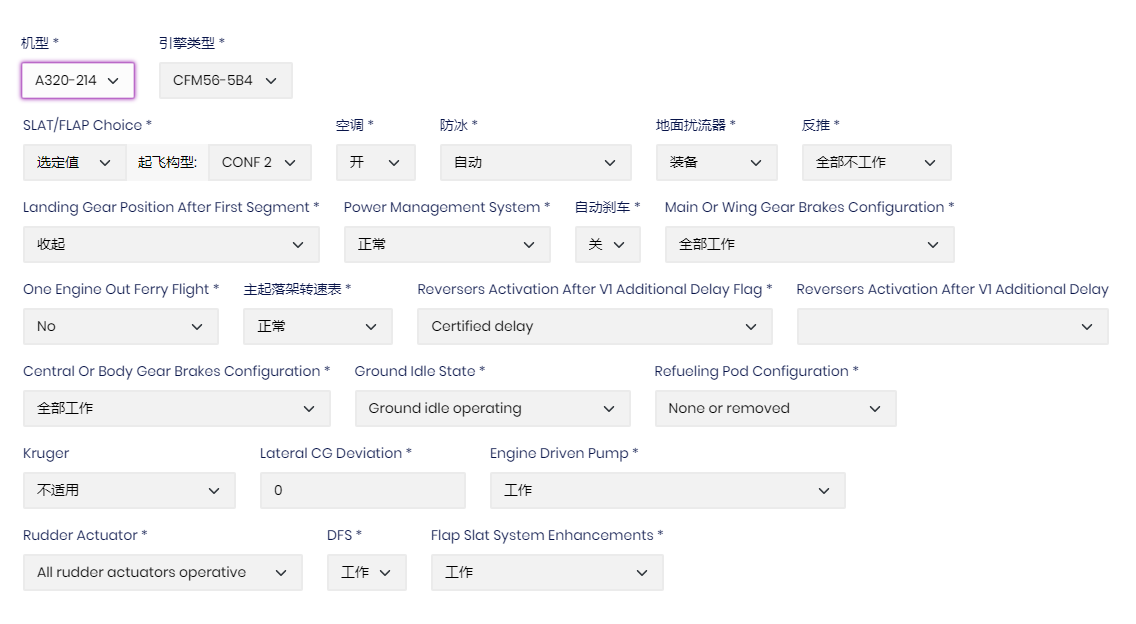 机型 * 引擎类型 *
A320-214 CFM56-5B4
SLAT/FLAP Choice * 空调 * 防冰 * 地面扰流器 * 反推 *
选定值 起飞构型: CONF 2 开 自动 装备 全部不工作
Landing Gear Position After First Segment * Power Management System * 自动刹车 * Main Or Wing Gear Brakes Configuration *
收起 正常 关 全部工作
One Engine Out Ferry Flight * 主起落架转速表 * Reversers Activation After V1 Additional Delay Flag * Reversers Activation After V1 Additional Delay
No 正常 Certified delay
Central Or Body Gear Brakes Configuration * Ground Idle State * Refueling Pod Configuration *
全部工作 Ground idle operating None or removed
Kruger Lateral CG Deviation * Engine Driven Pump *
不适用 0 工作
Rudder Actuator * DFS * Flap Slat System Enhancements *
All rudder actuators operative 工作 工作